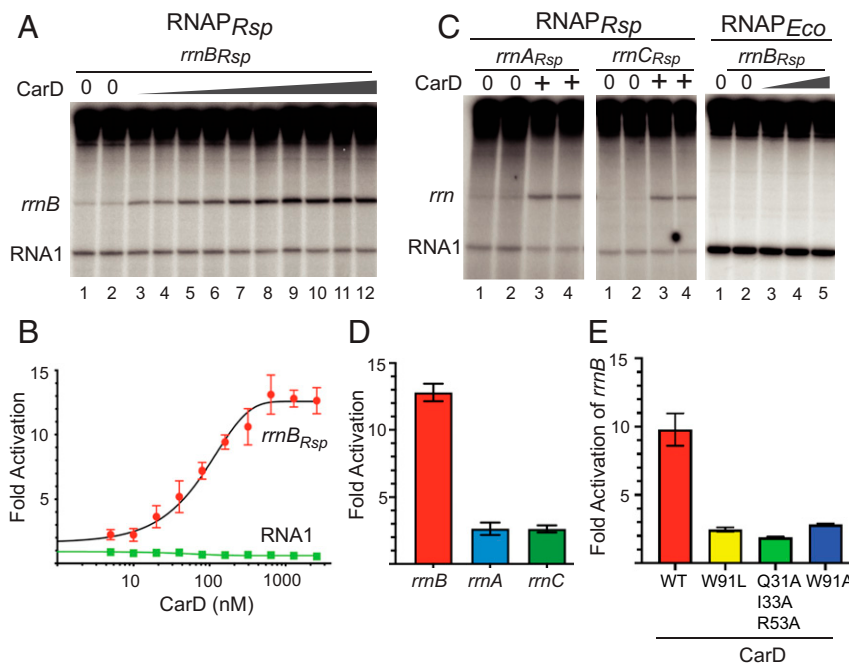 A
RNAPRsp
rrnBRsp
CarD 0 0
rrnB
RNA1
1 2 3 4 5 6 7 8 9 10 11 12
C
RNAPRsp
RNAPEco
rrnARsp rrnCRsp rrnBRsp
CarD 0 0 + + 0 0 + + 0 0
rrn
RNA1
1 2 3 4 1 2 3 4 1 2 3 4 5
B
Fold Activation
15
10
5
rrnBRsp
RNA1
10 100 1000
CarD (nM)
D
Fold Activation
15
10
5
rrnB rrnA rrnC
E
Fold Activation of rrnB
15
10
5
WT W91L Q31A W91A
I33A
R53A
CarD